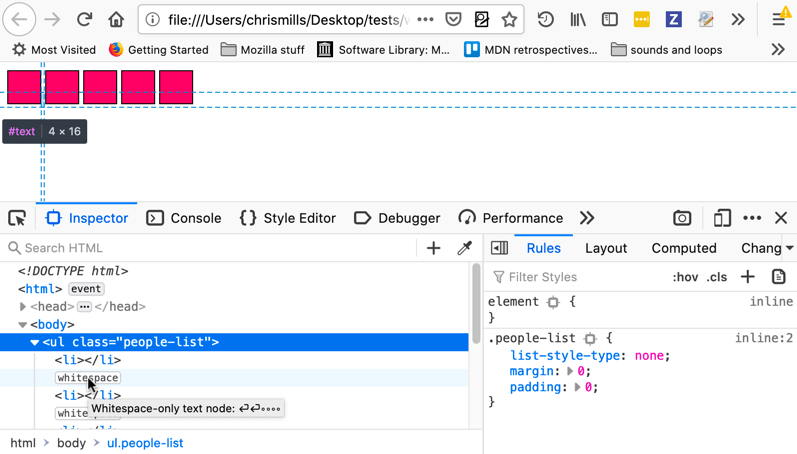 file:///Users/chrismills/Desktop/tests/
Most Visited Getting Started Mozilla stuff Software Library: M... MDN retrospectives... sounds and loops
#text 4 × 16
Inspector Console Style Editor Debugger Performance
Search HTML
Rules Layout Computed Chang
Filter Styles :hov .cls
<!DOCTYPE html>
<html> event
<head> ••• </head>
<body>
<ul class="people-list">
<li></li>
whitespace
<li></li>
Whitespace-only text node: ⏎⏎◦◦◦◦
element { inline
}
.people-list { inline:2
list-style-type: none;
margin: 0;
padding: 0;
}
html body ul.people-list